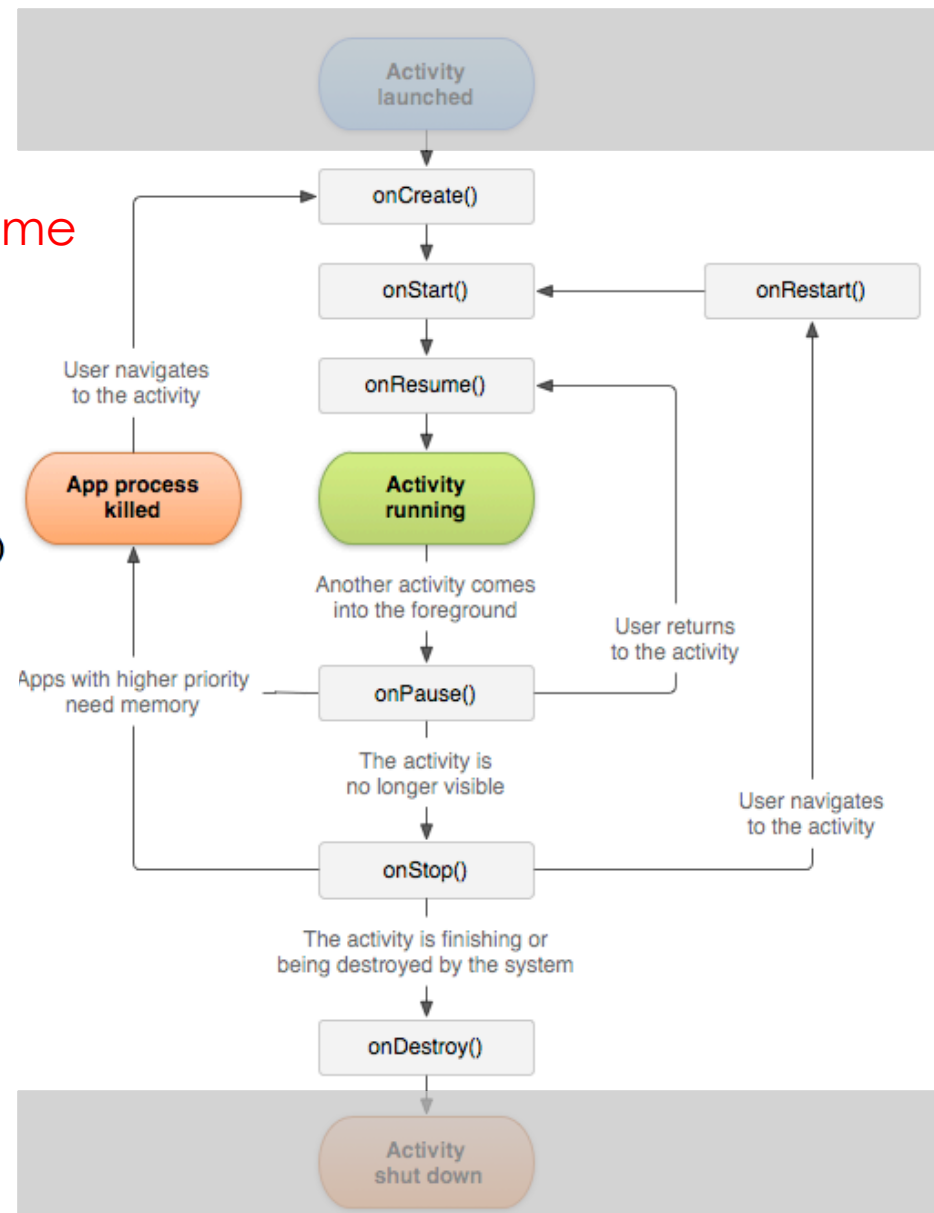 Activity
launched
onCreate()
me
onStart()
onRestart()
User navigates
to the activity
onResume()
App process
killed
Activity
running
Another activity comes
into the foreground
User returns
to the activity
Apps with higher priority
need memory
onPause()
The activity is
no longer visible
User navigates
to the activity
onStop()
The activity is finishing or
being destroyed by the system
onDestroy()
Activity
shut down